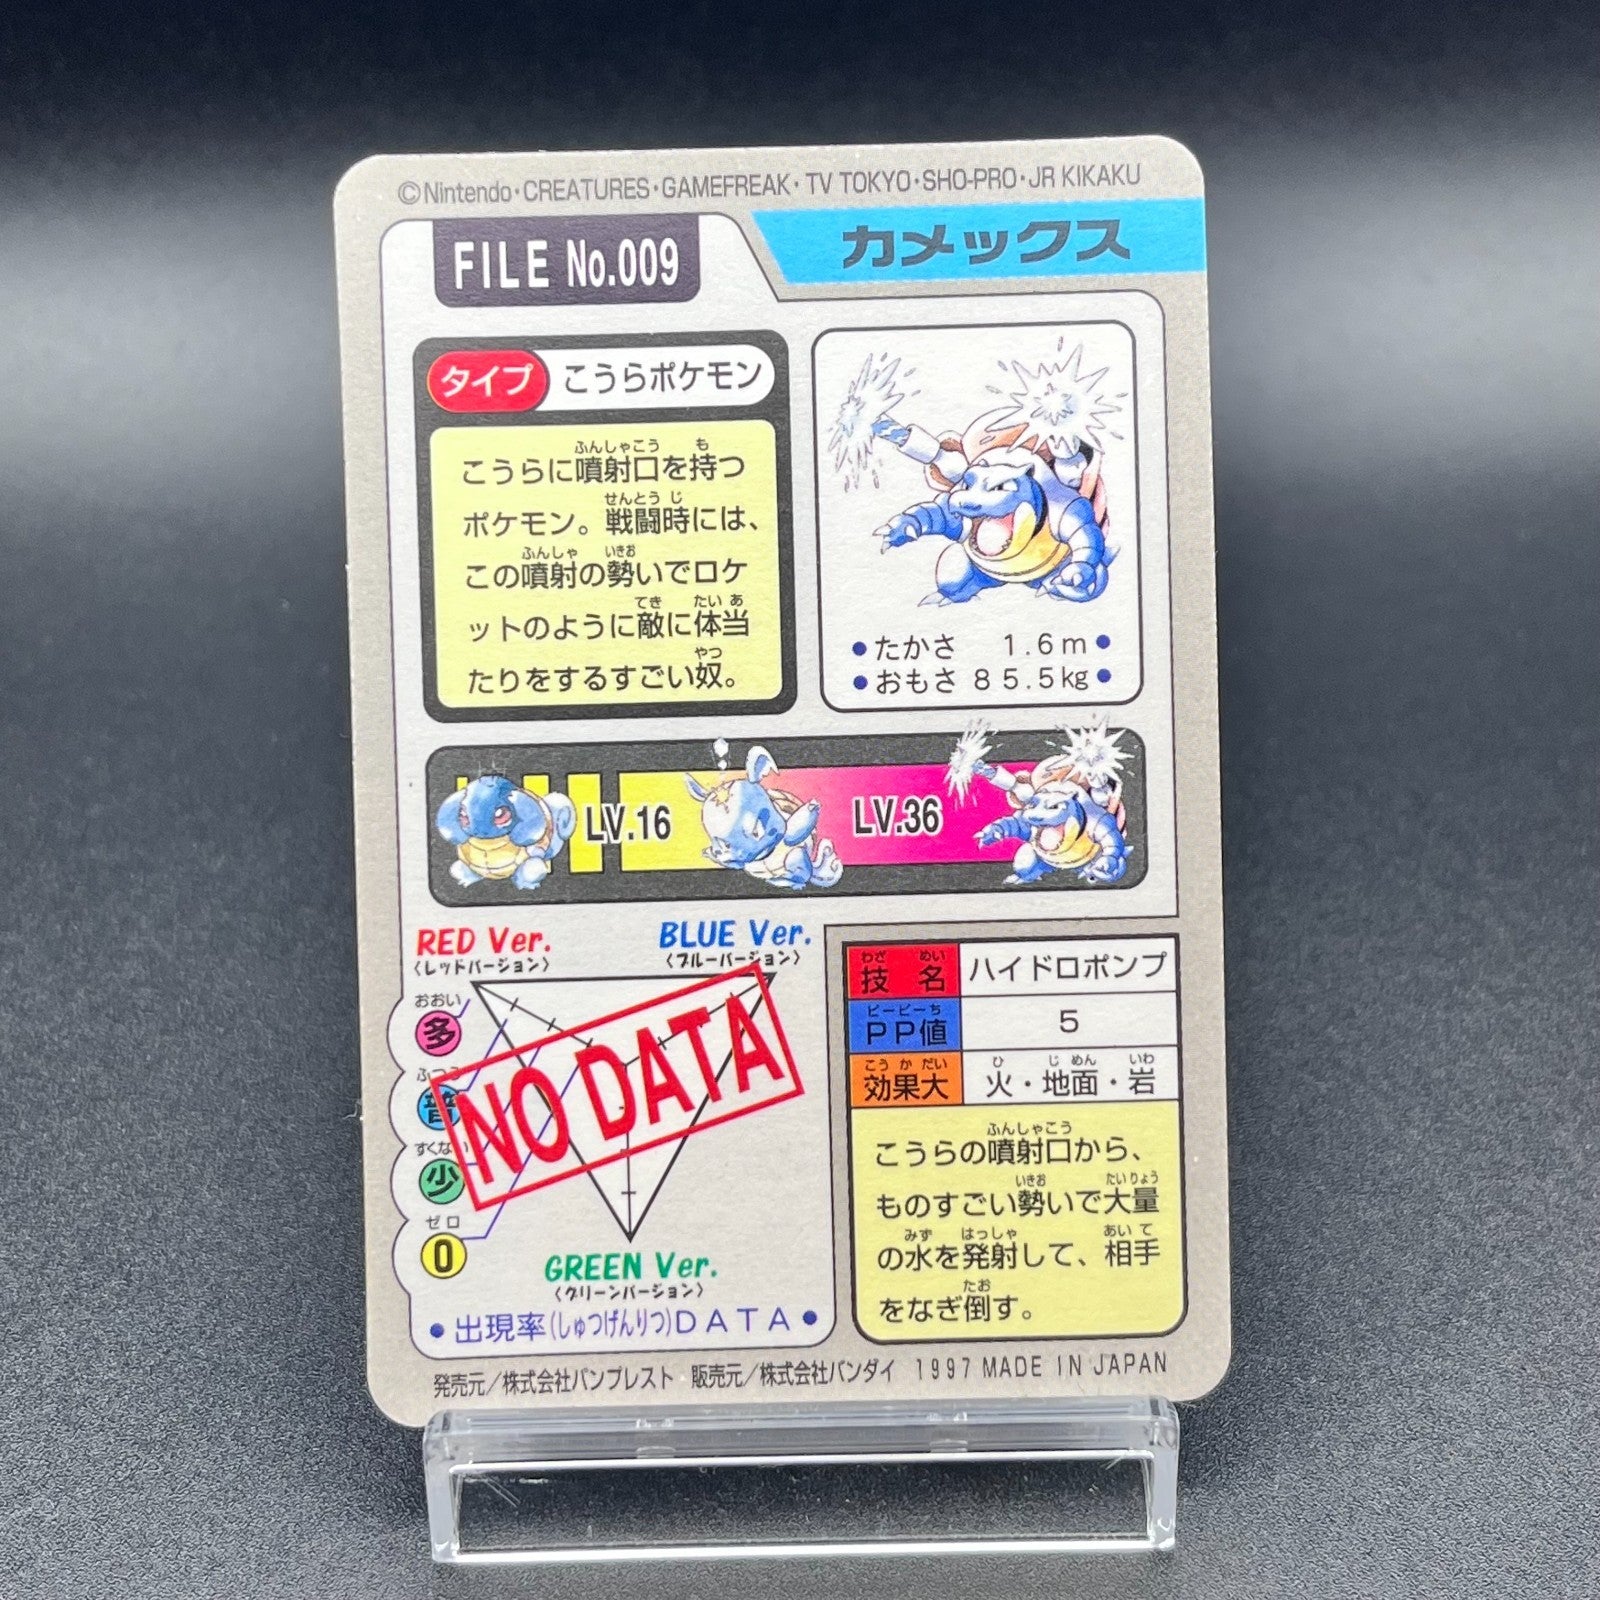 ©Nintendo・CREATURES・GAMEFREAK・TV TOKYO・SHO-PRO・JR KIKAKU
FILE No.009
カメックス
タイプ こうらポケモン
ふんしゃこう も
こうらに噴射口を持つ
せんとうじ
ポケモン。戦闘時には、
ふんしゃ いきお
この噴射の勢いでロケ
てき たいあ
ットのように敵に体当
やつ
たりをするすごい奴。
●たかさ 1.6m●
●おもさ 85.5kg●
LV.16
LV.36
RED Ver.
〈レッドバージョン〉
BLUE Ver.
〈ブルーバージョン〉
おおい
多
ふつう
普
すくない
少
ゼロ
0
NO DATA
GREEN Ver.
〈グリーンバージョン〉
●出現率(しゅつげんりつ)DATA●
わざ めい
技名 ハイドロポンプ
ピーピーち
PP値 5
こうかだい ひ じめん いわ
効果大 火・地面・岩
ふんしゃこう
こうらの噴射口から、
いきお たいりょう
ものすごい勢いで大量
みず はっしゃ あいて
の水を発射して、相手
たお
をなぎ倒す。
発売元/株式会社バンプレスト 販売元/株式会社バンダイ 1997 MADE IN JAPAN